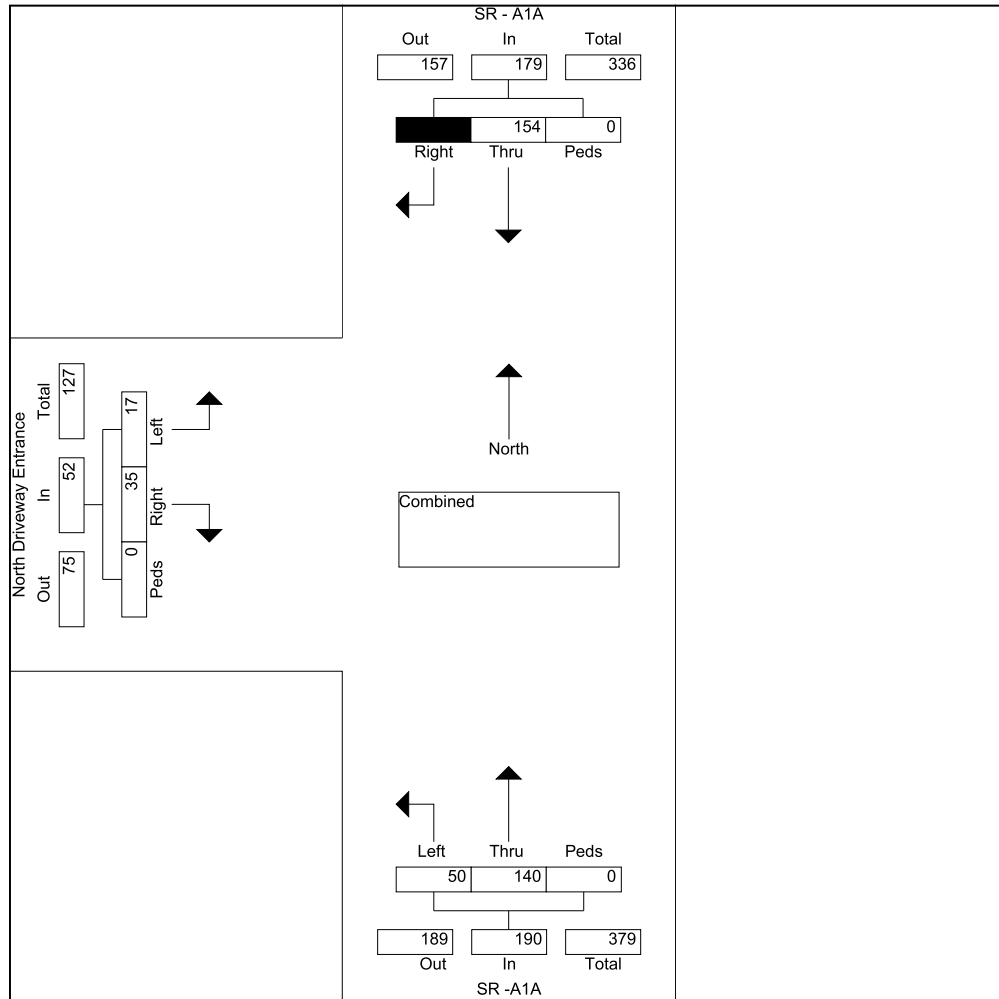 SR - A1A
Out In Total
157 179 336
154 0
Right Thru Peds
North Driveway Entrance
Total In Out
127 52 75
17 35 0
Left Right Peds
North
Combined
Left Thru Peds
50 140 0
189 190 379
Out In Total
SR -A1A